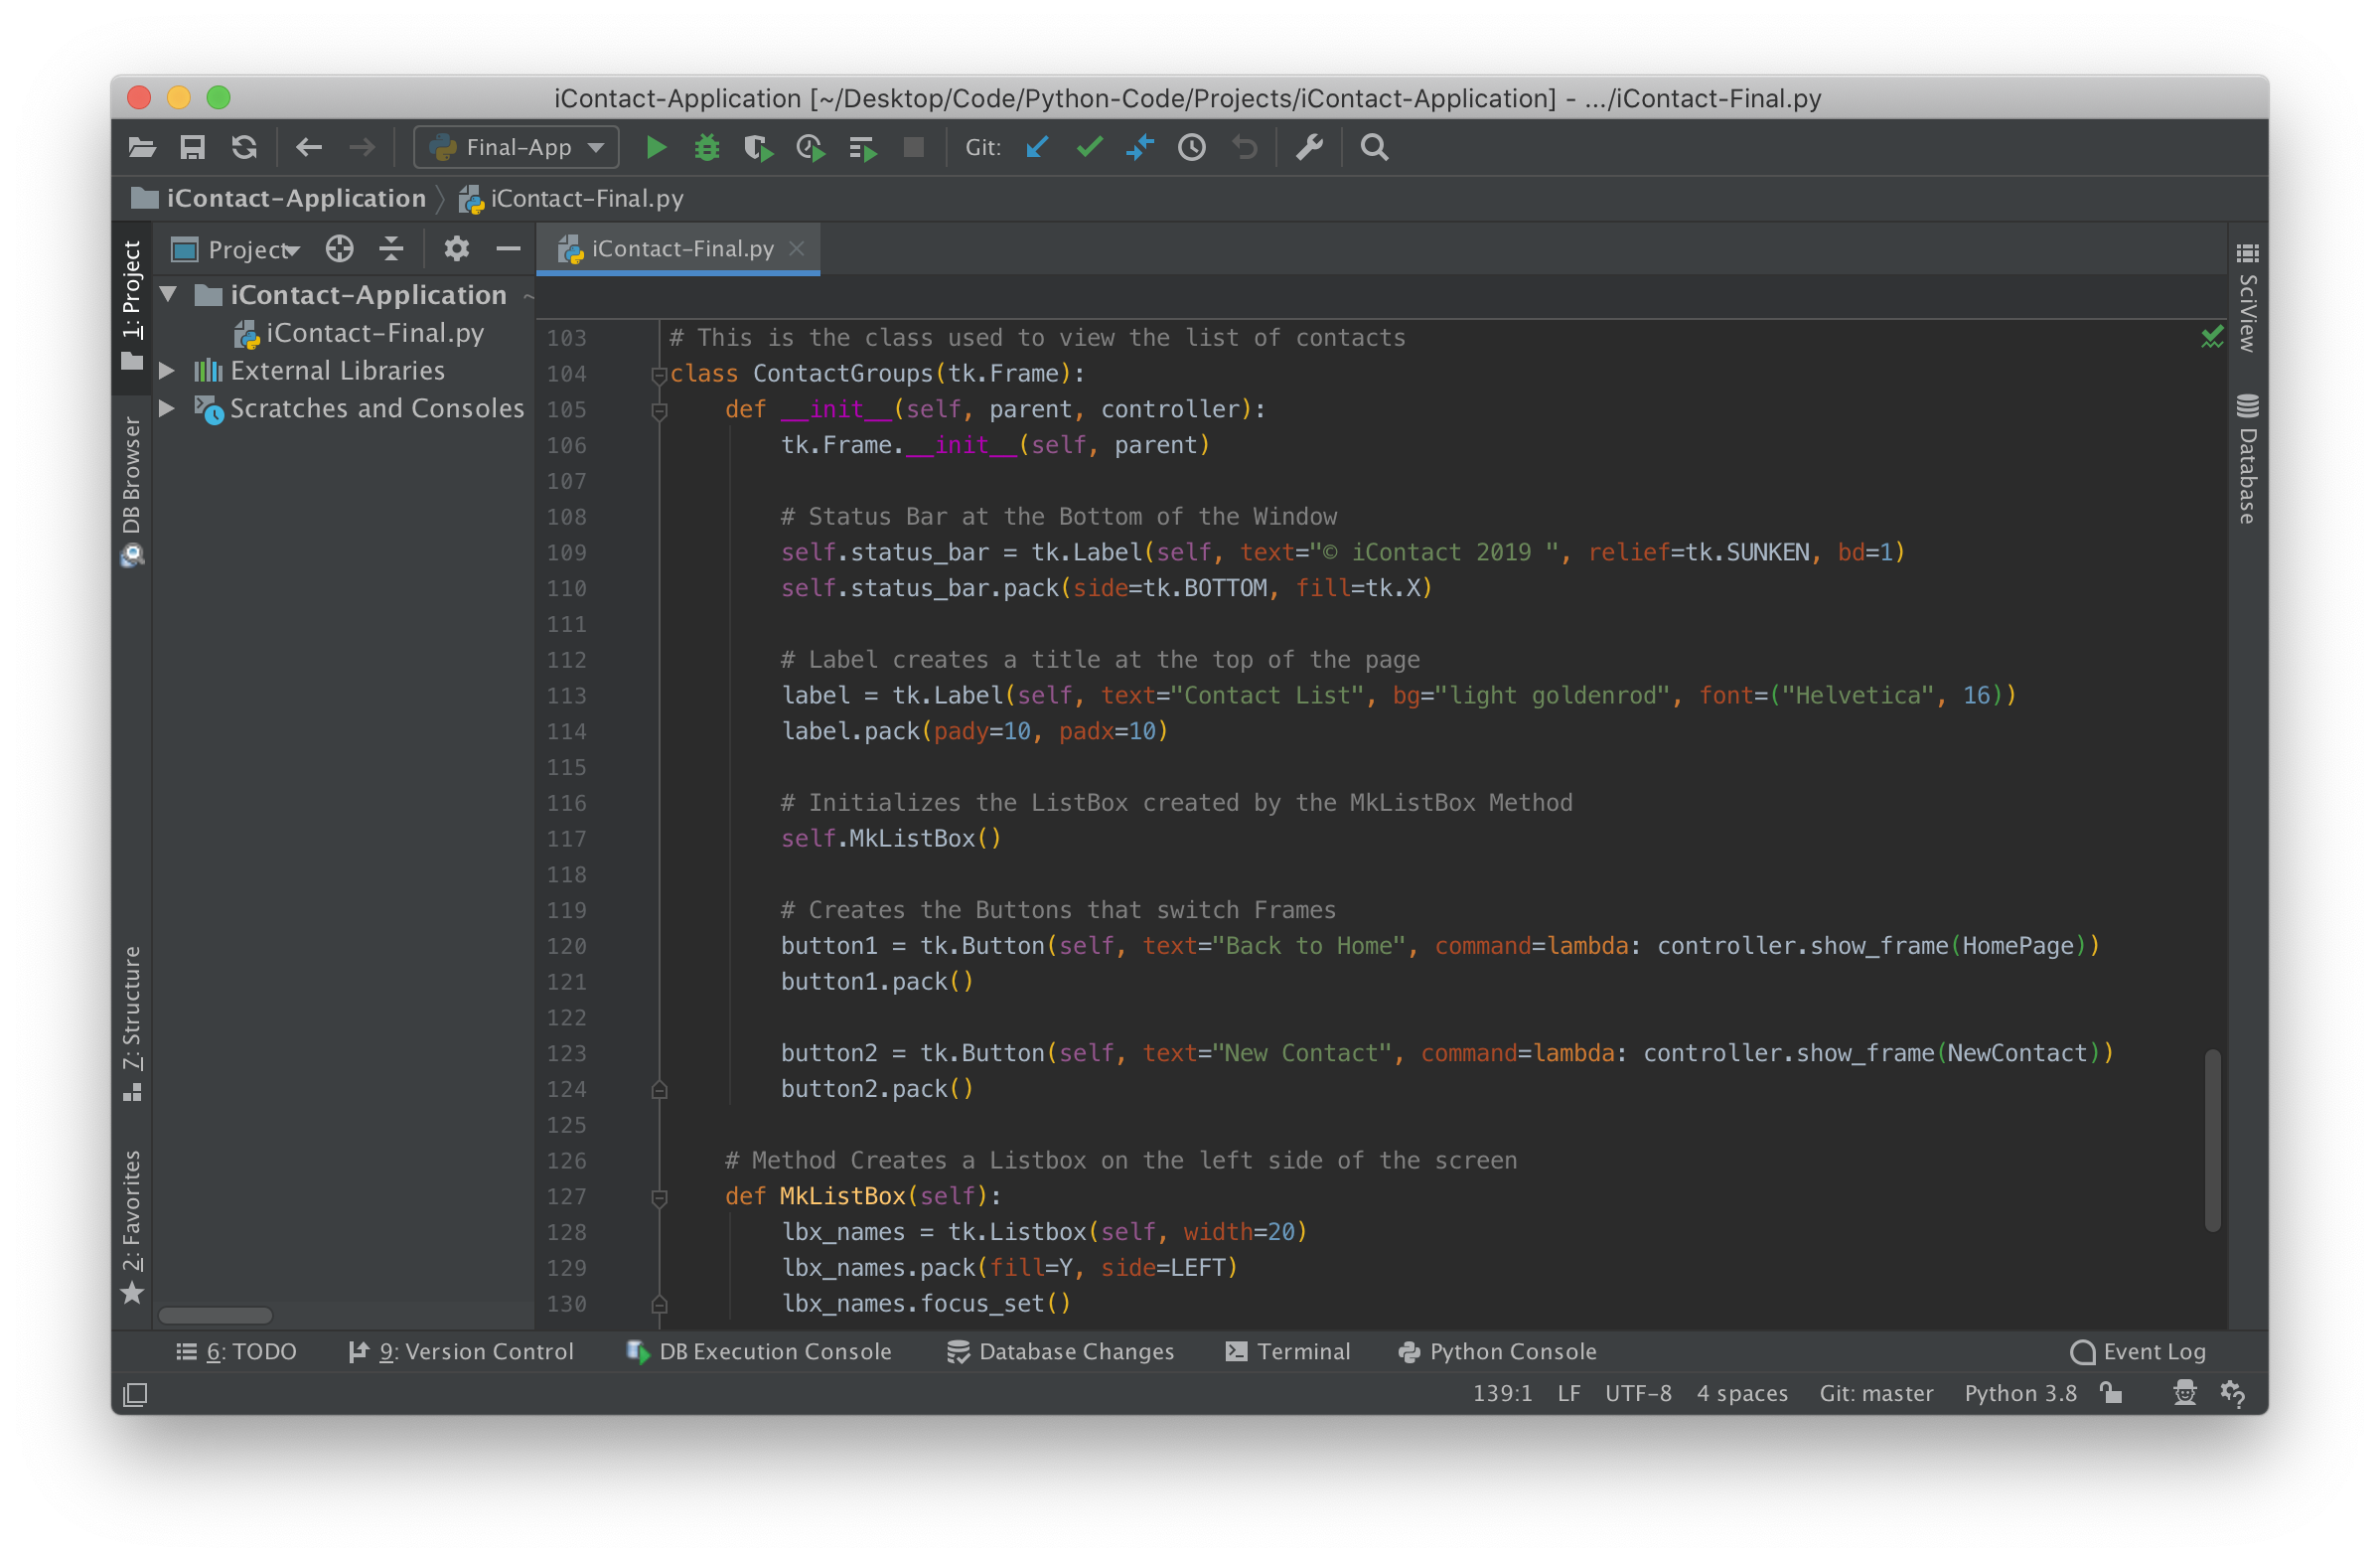 iContact-Application [~/Desktop/Code/Python-Code/Projects/iContact-Application] - .../iContact-Final.py
Final-App
Git:
iContact-Application
iContact-Final.py
1: Project
DB Browser
7: Structure
2: Favorites
Project
iContact-Application ~
iContact-Final.py
External Libraries
Scratches and Consoles
iContact-Final.py
103 # This is the class used to view the list of contacts
104 class ContactGroups(tk.Frame):
105     def __init__(self, parent, controller):
106         tk.Frame.__init__(self, parent)
107
108         # Status Bar at the Bottom of the Window
109         self.status_bar = tk.Label(self, text="© iContact 2019 ", relief=tk.SUNKEN, bd=1)
110         self.status_bar.pack(side=tk.BOTTOM, fill=tk.X)
111
112         # Label creates a title at the top of the page
113         label = tk.Label(self, text="Contact List", bg="light goldenrod", font=("Helvetica", 16))
114         label.pack(pady=10, padx=10)
115
116         # Initializes the ListBox created by the MkListBox Method
117         self.MkListBox()
118
119         # Creates the Buttons that switch Frames
120         button1 = tk.Button(self, text="Back to Home", command=lambda: controller.show_frame(HomePage))
121         button1.pack()
122
123         button2 = tk.Button(self, text="New Contact", command=lambda: controller.show_frame(NewContact))
124         button2.pack()
125
126     # Method Creates a Listbox on the left side of the screen
127     def MkListBox(self):
128         lbx_names = tk.Listbox(self, width=20)
129         lbx_names.pack(fill=Y, side=LEFT)
130         lbx_names.focus_set()
SciView
Database
6: TODO
9: Version Control
DB Execution Console
Database Changes
Terminal
Python Console
Event Log
139:1 LF UTF-8 4 spaces Git: master Python 3.8